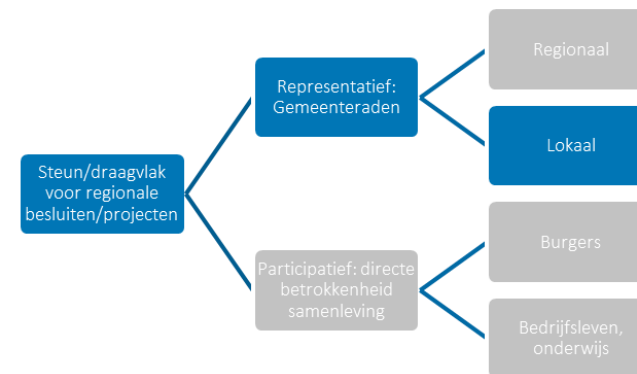 Steun/draagvlak
voor regionale
besluiten/projecten
Representatief:
Gemeenteraden
Regionaal
Lokaal
Participatief: directe
betrokkenheid
samenleving
Burgers
Bedrijfsleven,
onderwijs